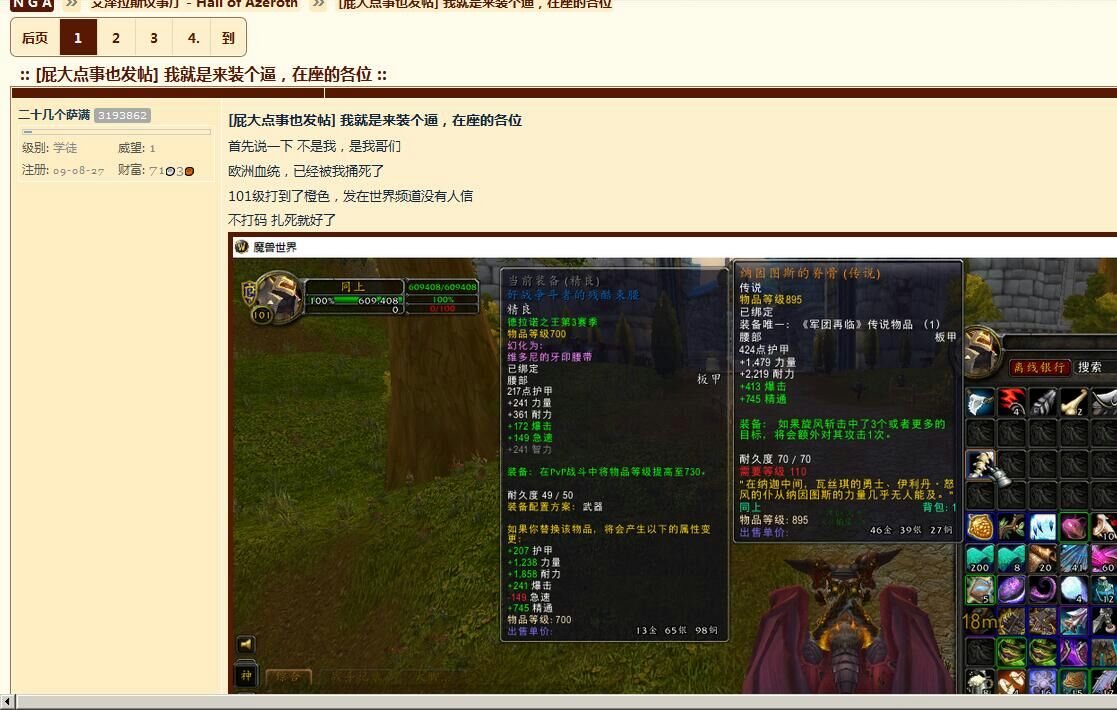 NGA >> 艾泽拉斯议事厅 - Hall of Azeroth >> [屁大点事也发帖] 我就是来装个逼，在座的各位
后页 1 2 3 4. 到
:: [屁大点事也发帖] 我就是来装个逼，在座的各位 ::
二十几个萨满 3193862
级别: 学徒 威望: 1
注册: 09-08-27 财富: 71 3
[屁大点事也发帖] 我就是来装个逼，在座的各位
首先说一下 不是我，是我哥们
欧洲血统，已经被我捅死了
101级打到了橙色，发在世界频道没有人信
不打码 扎死就好了
魔兽世界
同上
609408/609408
100% 609,408
100%
0
0/100
101
当前装备 (精良)
好战争斗者的残酷束腰
精良
德拉诺之王第3赛季
物品等级700
幻化为:
维多尼的牙印腰带
已绑定
腰部 板甲
217点护甲
+241 力量
+361 耐力
+172 爆击
+149 急速
+241 智力
装备: 在PvP战斗中将物品等级提高至730。
耐久度 49 / 50
装备配置方案: 武器
如果你替换该物品，将会产生以下的属性变
更:
+207 护甲
+1,238 力量
+1,858 耐力
+241 爆击
-149 急速
+745 精通
物品等级: 700
出售单价: 13金 65银 98铜
纳因图斯的脊骨 (传说)
传说
物品等级895
已绑定
装备唯一: 《军团再临》传说物品 (1)
腰部 板甲
424点护甲
+1,479 力量
+2,219 耐力
+413 爆击
+745 精通
装备: 如果旋风斩击中了3个或者更多的
目标，将会额外对其攻击1次。
耐久度 70 / 70
需要等级 110
"在纳迦中间，瓦丝琪的勇士、伊利丹·怒
风的仆从纳因图斯的力量几乎无人能及。"
同上 背包: 1
物品等级: 895
出售单价: 46金 39银 27铜
离线银行 搜索
4 2
10
200 8 20 41 60
5 4 12
18m
8 4 16 15
神 综合